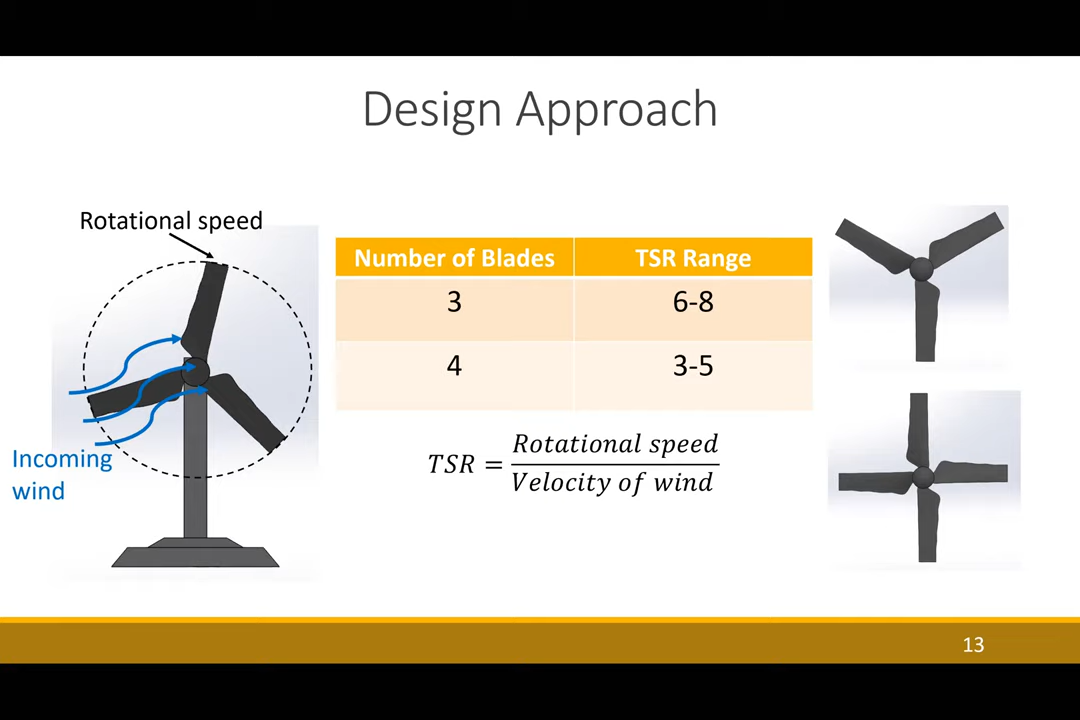 Design Approach
Rotational speed
Incoming
wind
Number of Blades TSR Range
3 6-8
4 3-5
TSR = Rotational speed / Velocity of wind
13